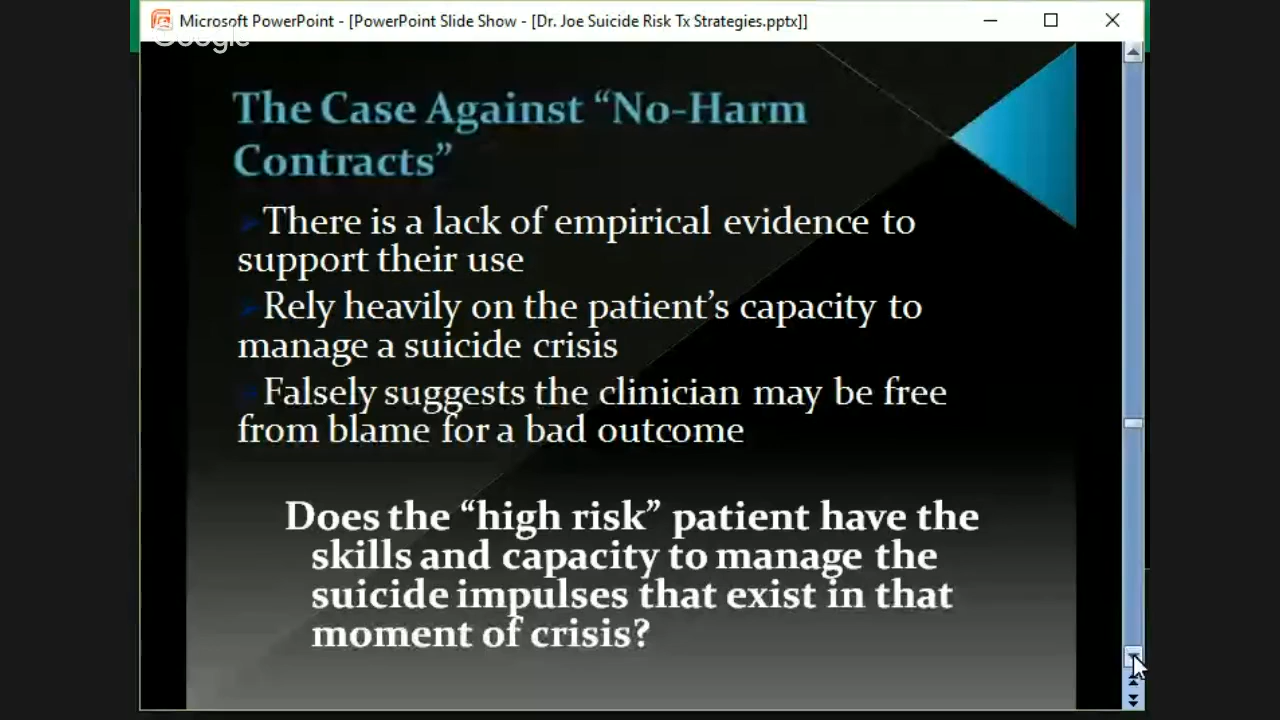 Microsoft PowerPoint - [PowerPoint Slide Show - [Dr. Joe Suicide Risk Tx Strategies.pptx]]
Google
The Case Against “No-Harm
Contracts”
There is a lack of empirical evidence to
support their use
Rely heavily on the patient’s capacity to
manage a suicide crisis
Falsely suggests the clinician may be free
from blame for a bad outcome
Does the “high risk” patient have the
skills and capacity to manage the
suicide impulses that exist in that
moment of crisis?